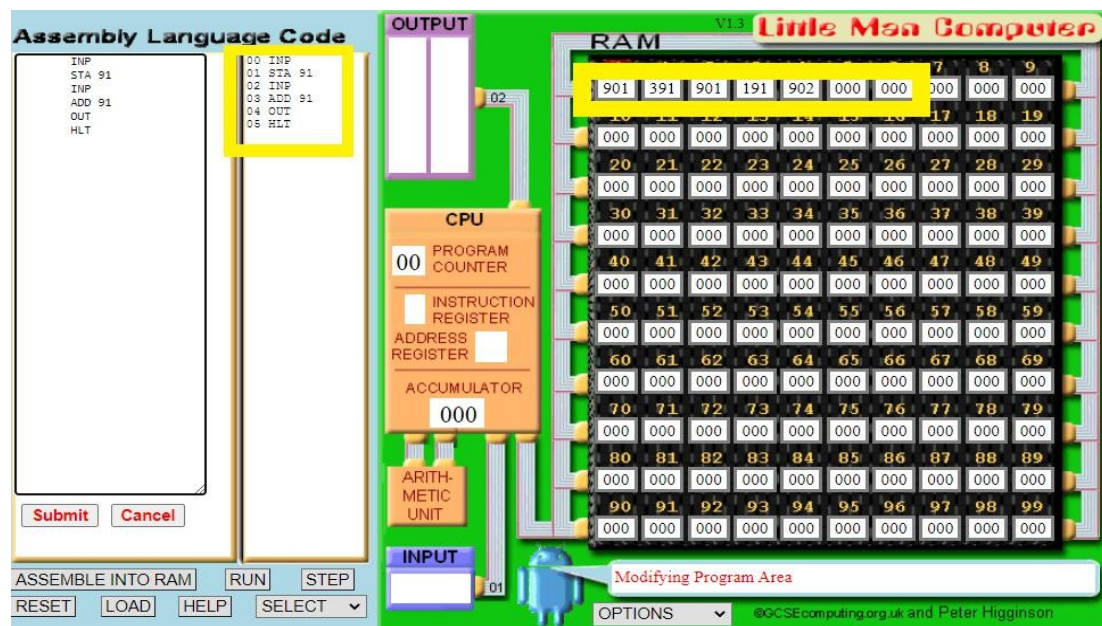 Assembly Language Code
INP
STA 91
INP
ADD 91
OUT
HLT
00 INP
01 STA 91
02 INP
03 ADD 91
04 OUT
05 HLT
Submit Cancel
ASSEMBLE INTO RAM RUN STEP
RESET LOAD HELP SELECT
OUTPUT
02
CPU
00 PROGRAM
COUNTER
INSTRUCTION
REGISTER
ADDRESS
REGISTER
ACCUMULATOR
000
ARITH-
METIC
UNIT
INPUT
01
V1.3 Little Man Computer
RAM
7 8 9
901 391 901 191 902 000 000 000 000 000
10 11 12 13 14 15 16 17 18 19
000 000 000 000 000 000 000 000 000 000
20 21 22 23 24 25 26 27 28 29
000 000 000 000 000 000 000 000 000 000
30 31 32 33 34 35 36 37 38 39
000 000 000 000 000 000 000 000 000 000
40 41 42 43 44 45 46 47 48 49
000 000 000 000 000 000 000 000 000 000
50 51 52 53 54 55 56 57 58 59
000 000 000 000 000 000 000 000 000 000
60 61 62 63 64 65 66 67 68 69
000 000 000 000 000 000 000 000 000 000
70 71 72 73 74 75 76 77 78 79
000 000 000 000 000 000 000 000 000 000
80 81 82 83 84 85 86 87 88 89
000 000 000 000 000 000 000 000 000 000
90 91 92 93 94 95 96 97 98 99
000 000 000 000 000 000 000 000 000 000
Modifying Program Area
OPTIONS ©GCSEcomputing.org.uk and Peter Higginson